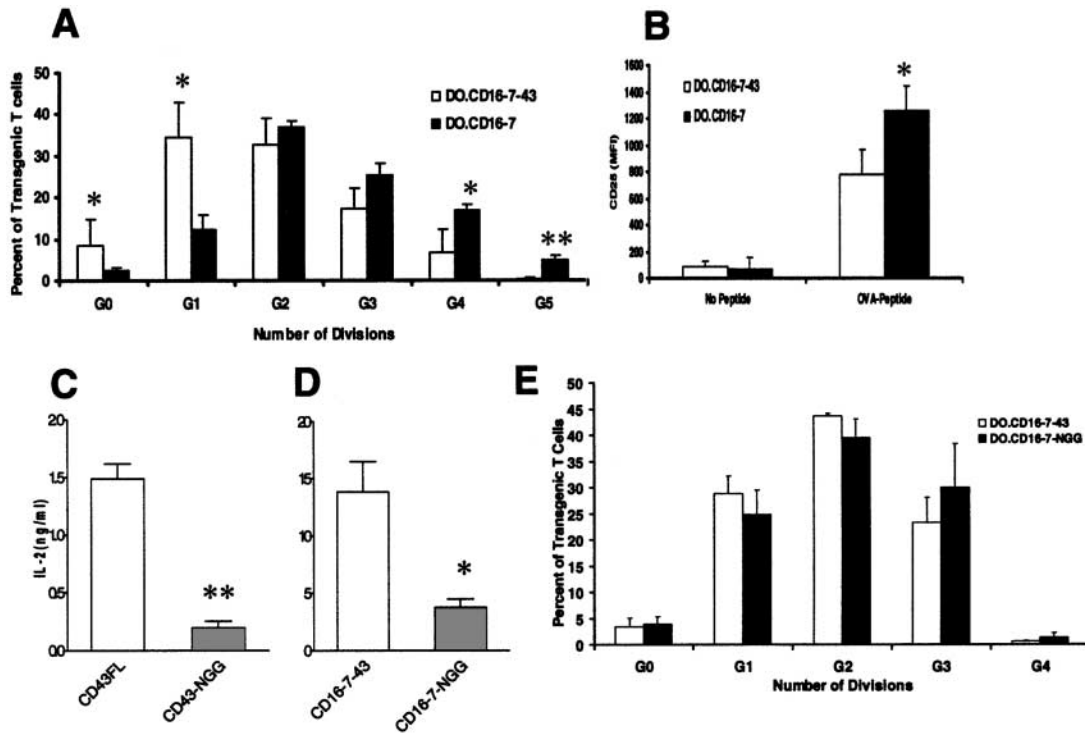 A
Percent of Transgenic T cells
50
40
30
20
10
0
*
*
*
**
DO.CD16-7-43
DO.CD16-7
G0
G1
G2
G3
G4
G5
Number of Divisions
B
CD25 (MFI)
1600
1400
1200
1000
800
600
400
200
0
DO.CD16-7-43
DO.CD16-7
*
No Peptide
OVA-Peptide
C
IL-2 (ng/ml)
2.0
1.5
1.0
0.5
0.0
**
CD43FL
CD43-NGG
D
20
15
10
5
0
*
CD16-7-43
CD16-7-NGG
E
Percent of Transgenic T Cells
50
45
40
35
30
25
20
15
10
5
0
DO.CD16-7-43
DO.CD16-7-NGG
G0
G1
G2
G3
G4
Number of Divisions